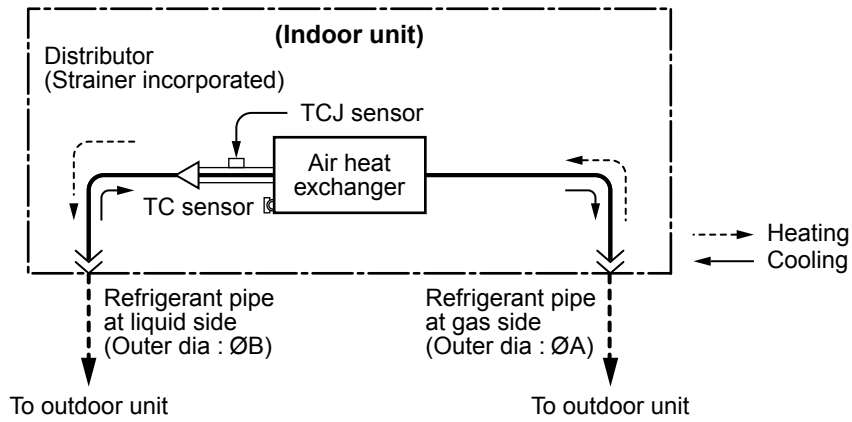 (Indoor unit)
Distributor
(Strainer incorporated)
TCJ sensor
Air heat
exchanger
TC sensor
Heating
Cooling
Refrigerant pipe
at liquid side
(Outer dia : ØB)
Refrigerant pipe
at gas side
(Outer dia : ØA)
To outdoor unit
To outdoor unit